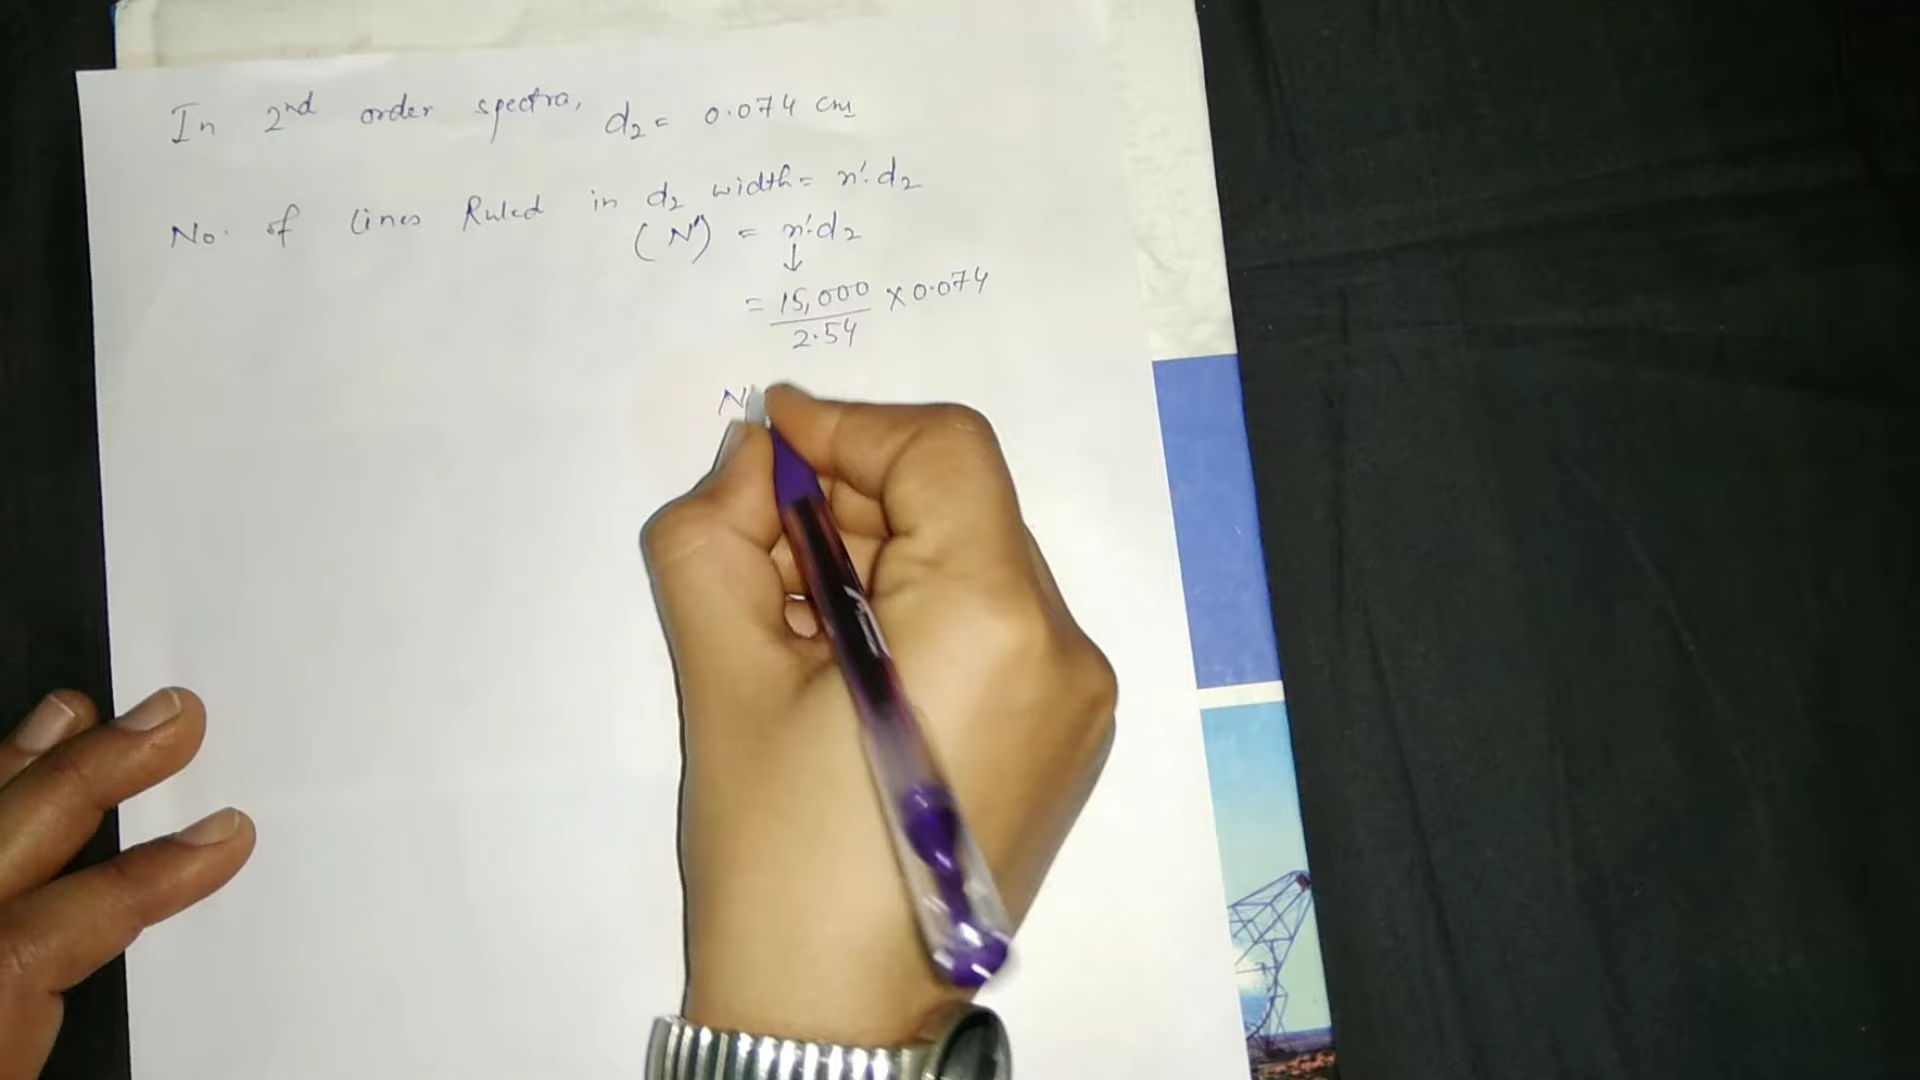 In 2nd order spectra, d2 = 0.074 cm
No. of lines Ruled in d2 width = n'.d2
(N') = n'.d2
↓
= 15,000 / 2.54 × 0.074
N'